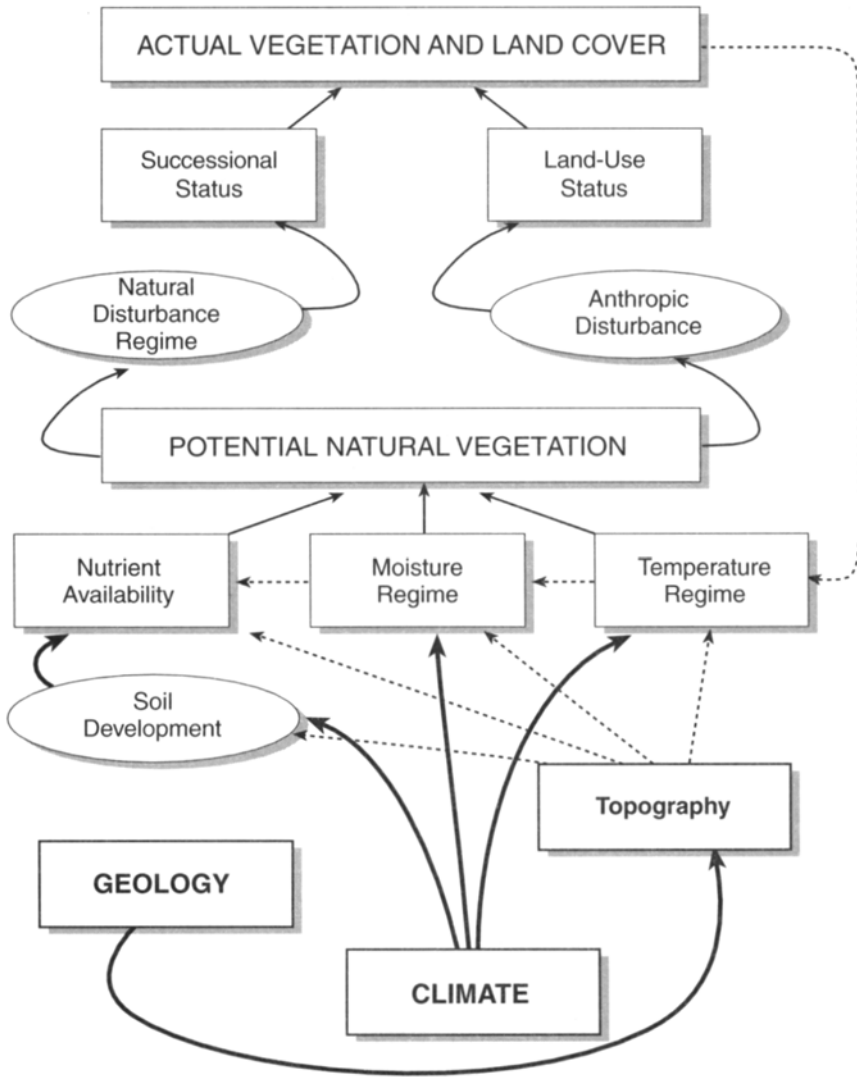 ACTUAL VEGETATION AND LAND COVER
Successional
Status
Land-Use
Status
Natural
Disturbance
Regime
Anthropic
Disturbance
POTENTIAL NATURAL VEGETATION
Nutrient
Availability
Moisture
Regime
Temperature
Regime
Soil
Development
Topography
GEOLOGY
CLIMATE